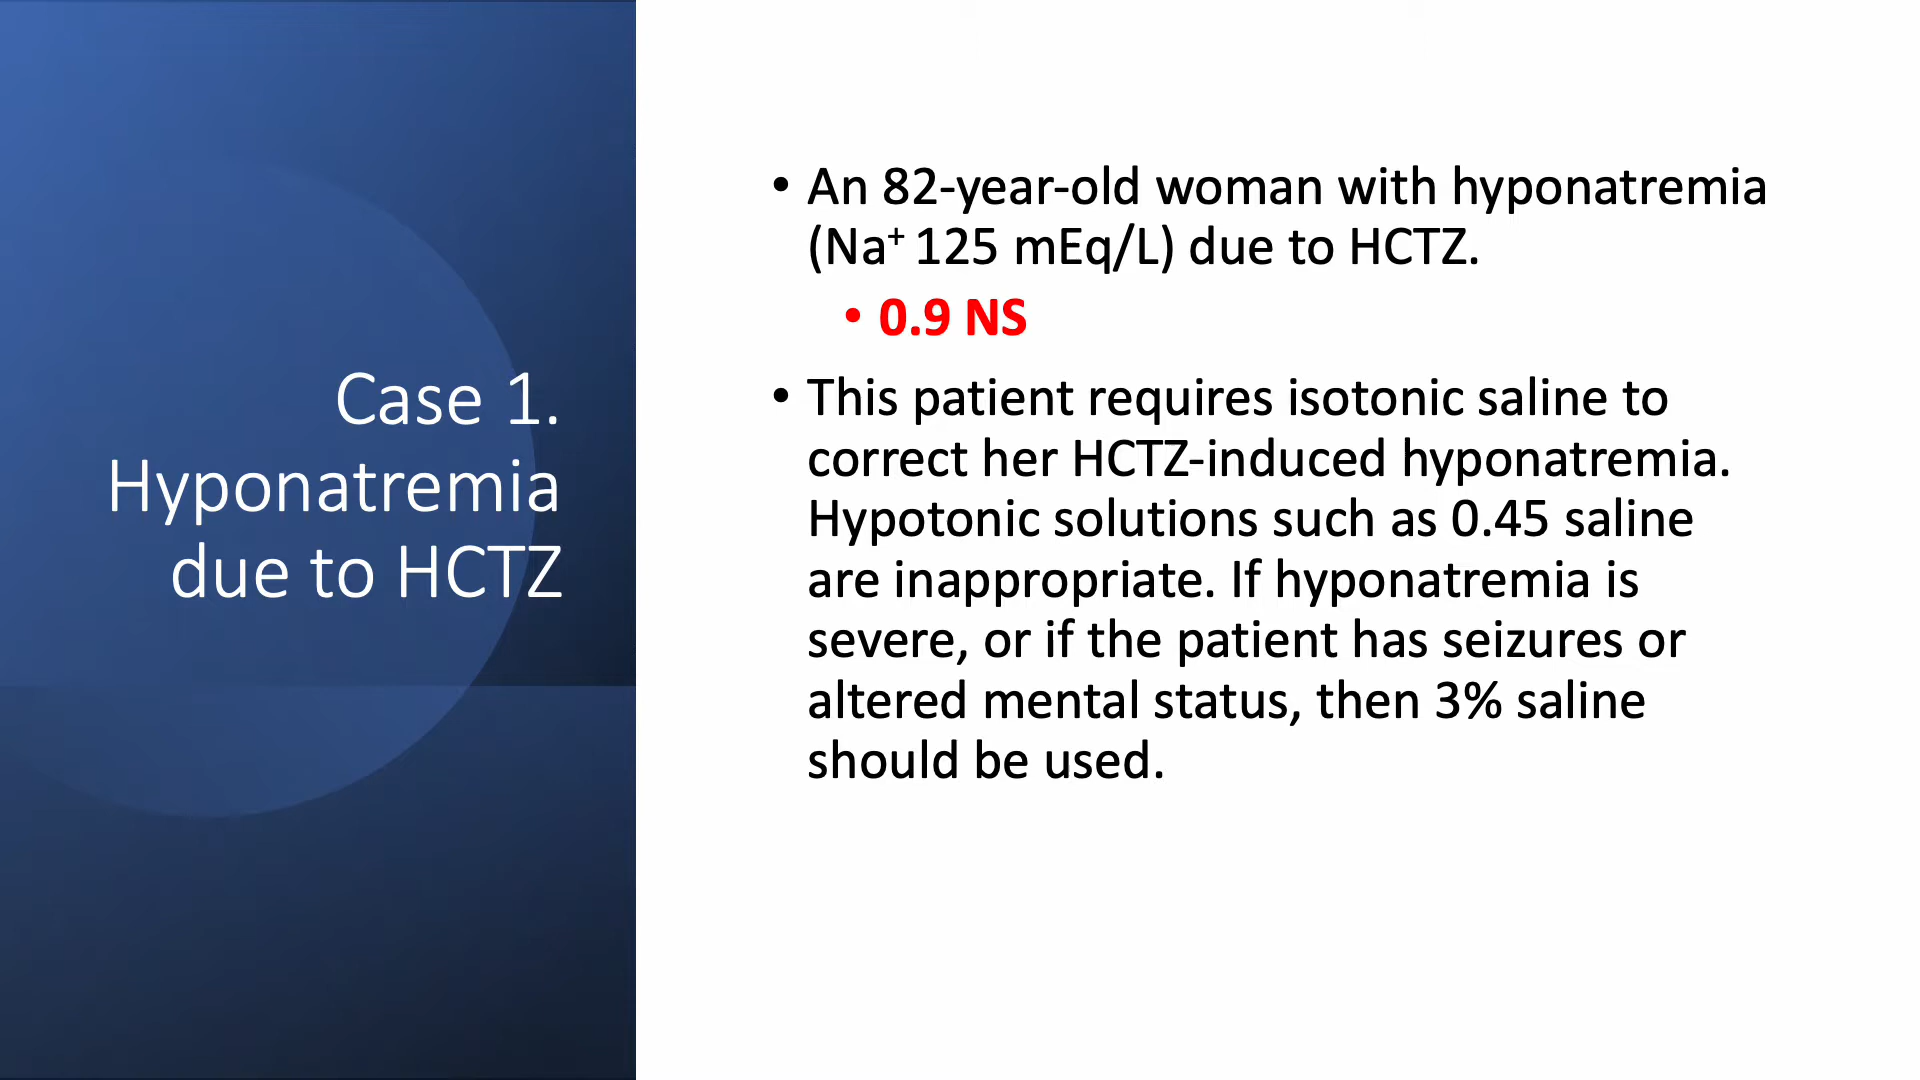 Case 1.
Hyponatremia
due to HCTZ
• An 82-year-old woman with hyponatremia
(Na⁺ 125 mEq/L) due to HCTZ.
• 0.9 NS
• This patient requires isotonic saline to
correct her HCTZ-induced hyponatremia.
Hypotonic solutions such as 0.45 saline
are inappropriate. If hyponatremia is
severe, or if the patient has seizures or
altered mental status, then 3% saline
should be used.